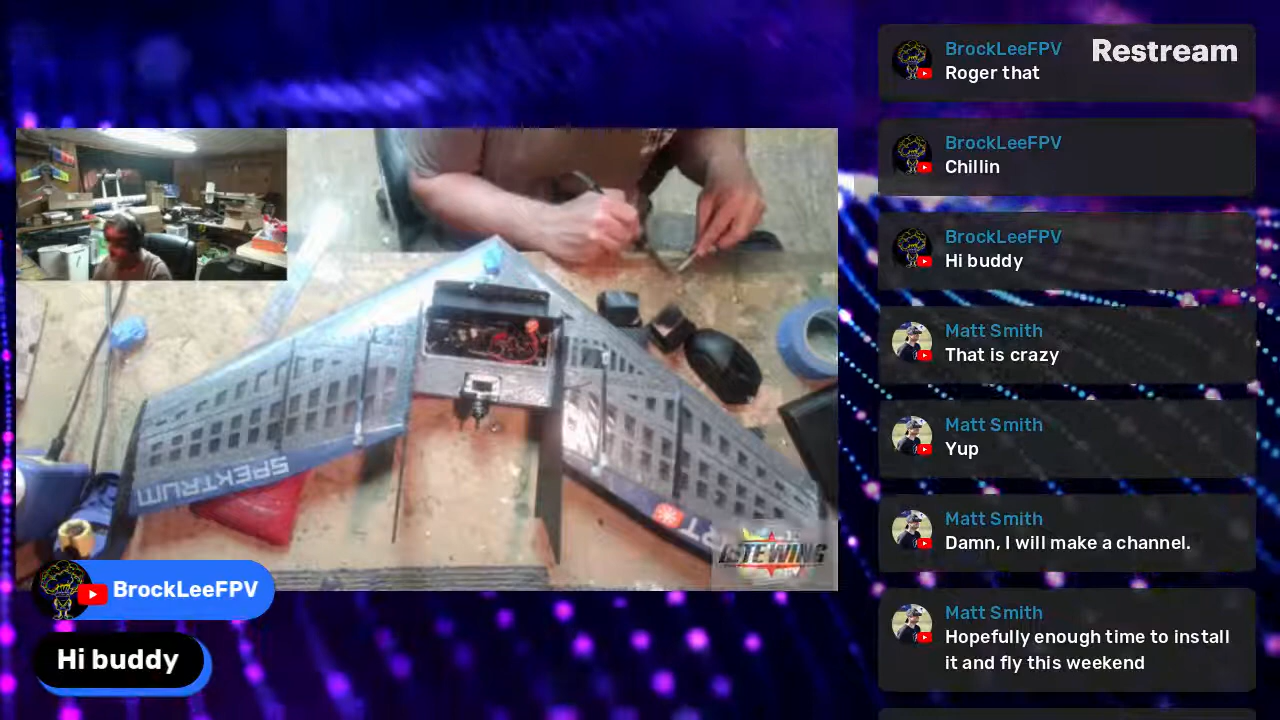 BrockLeeFPV
Restream
Roger that
BrockLeeFPV
Chillin
BrockLeeFPV
Hi buddy
Matt Smith
That is crazy
Matt Smith
Yup
Matt Smith
Damn, I will make a channel.
Matt Smith
Hopefully enough time to install
it and fly this weekend
SPEKTRUM
RITEWING
BrockLeeFPV
Hi buddy